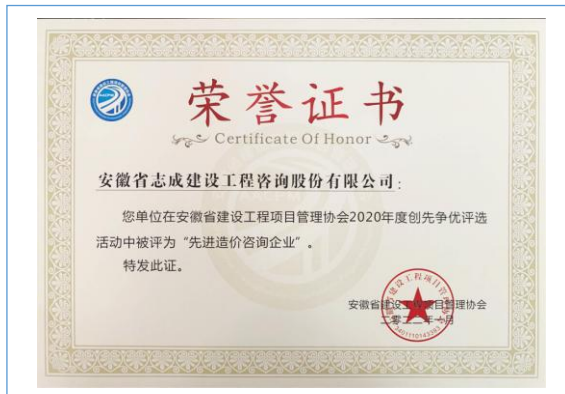 荣誉证书
Certificate Of Honor
安徽省志成建设工程咨询股份有限公司：
您单位在安徽省建设工程项目管理协会2020年度创先争优评选
活动中被评为“先进造价咨询企业”。
特发此证。
安徽省建设工程项目管理协会